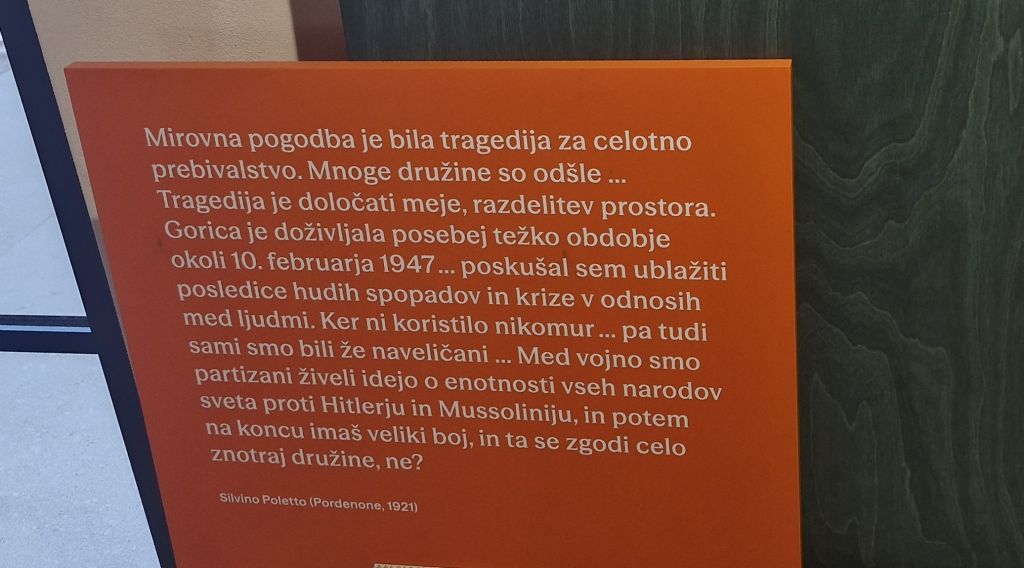 Mirovna pogodba je bila tragedija za celotno
prebivalstvo. Mnoge družine so odšle ...
Tragedija je določati meje, razdelitev prostora.
Gorica je doživljala posebej težko obdobje
okoli 10. februarja 1947 ... poskušal sem ublažiti
posledice hudih spopadov in krize v odnosih
med ljudmi. Ker ni koristilo nikomur ... pa tudi
sami smo bili že naveličani ... Med vojno smo
partizani živeli idejo o enotnosti vseh narodov
sveta proti Hitlerju in Mussoliniju, in potem
na koncu imaš veliki boj, in ta se zgodi celo
znotraj družine, ne?
Silvino Poletto (Pordenone, 1921)